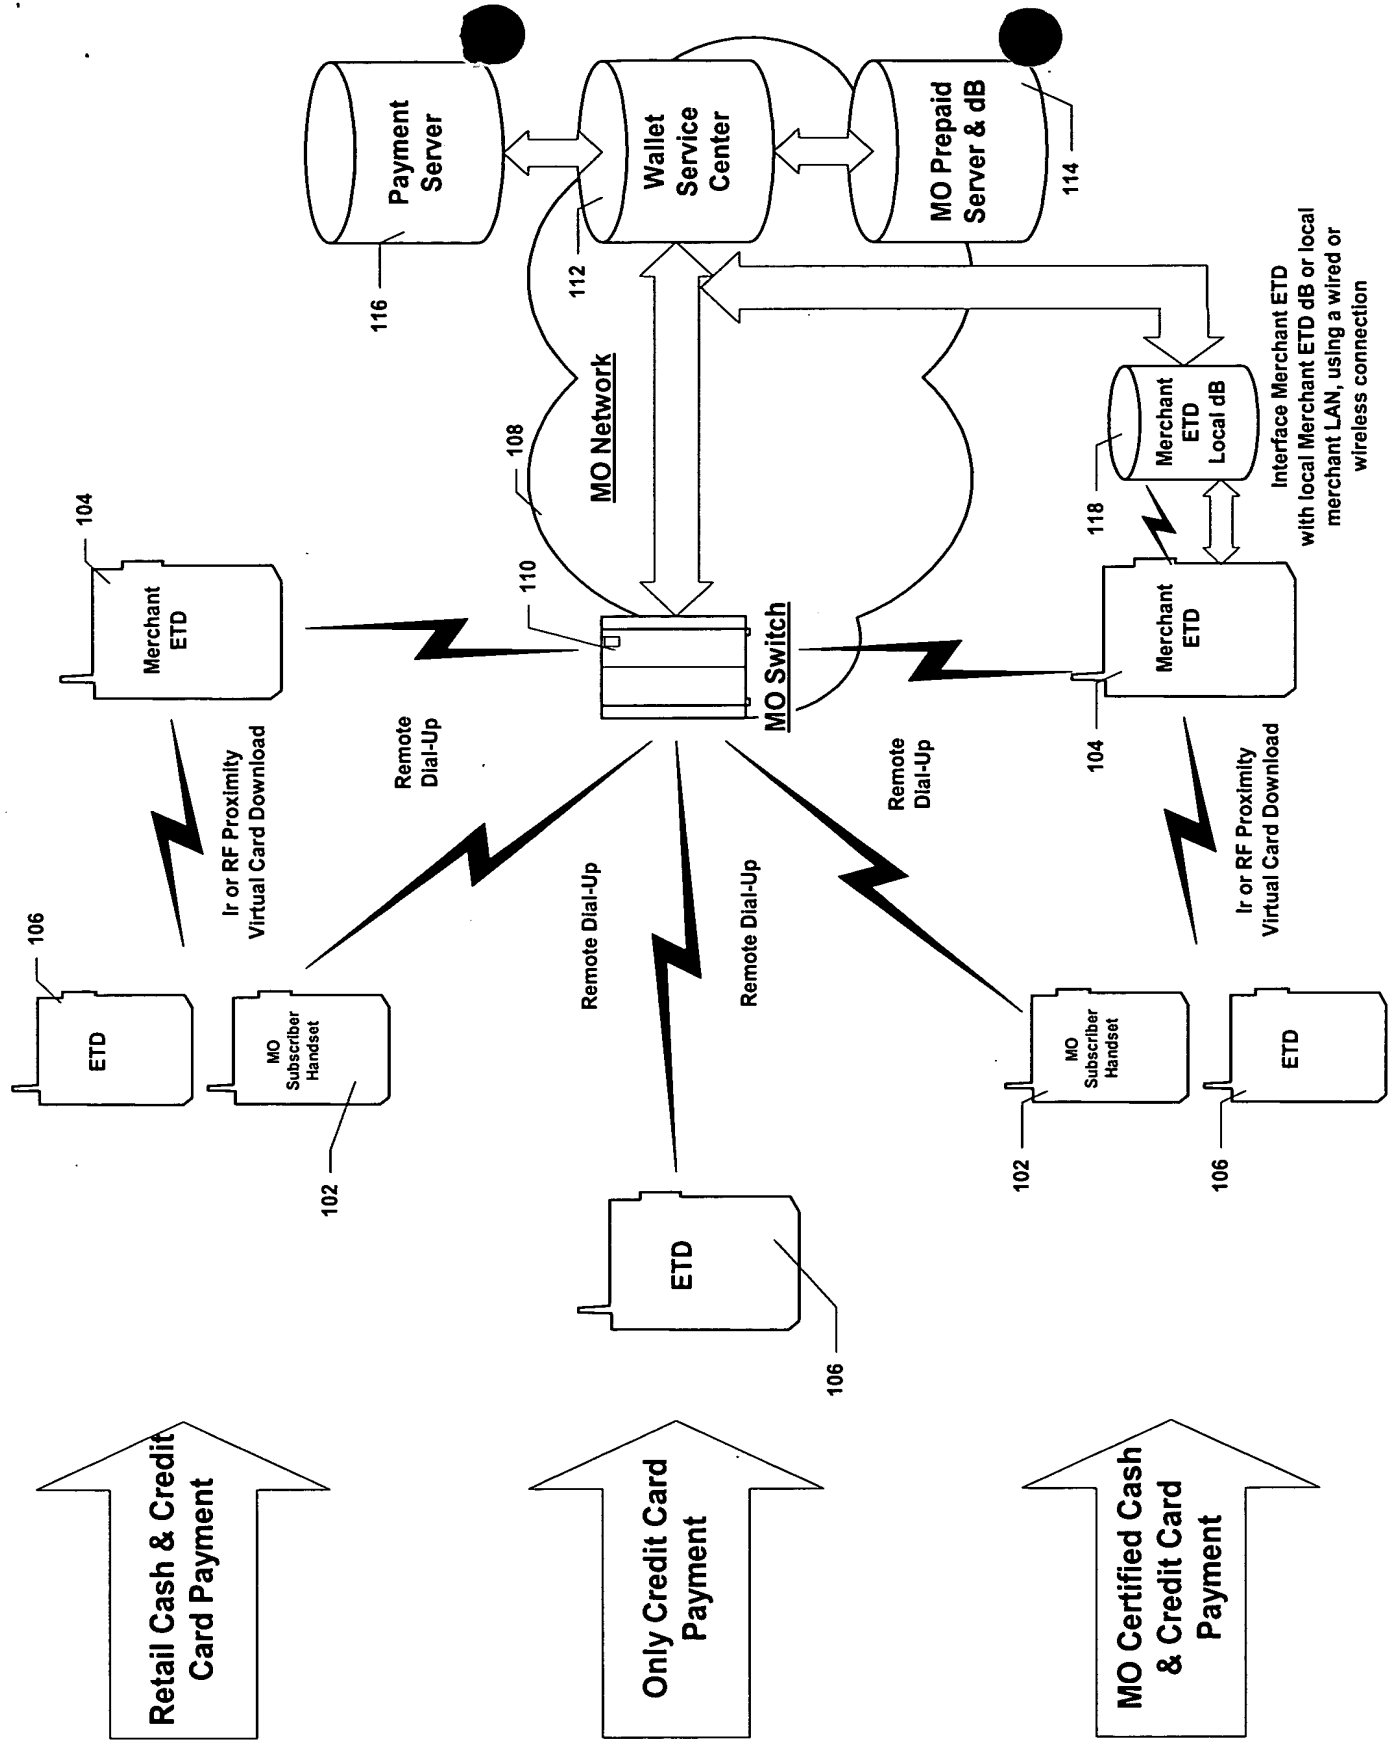 106
ETD
104
Merchant
ETD
Ir or RF Proximity
Virtual Card Download
Retail Cash & Credit
Card Payment
MO
Subscriber
Handset
102
Remote
Dial-Up
116
Payment
Server
108
110
MO Network
112
Wallet
Service
Center
Remote Dial-Up
Only Credit Card
Payment
ETD
106
Remote Dial-Up
MO Switch
Remote
Dial-Up
MO Prepaid
Server & dB
114
102
MO
Subscriber
Handset
104
Merchant
ETD
118
Merchant
ETD
Local dB
MO Certified Cash
& Credit Card
Payment
106
ETD
Ir or RF Proximity
Virtual Card Download
Interface Merchant ETD
with local Merchant ETD dB or local
merchant LAN, using a wired or
wireless connection